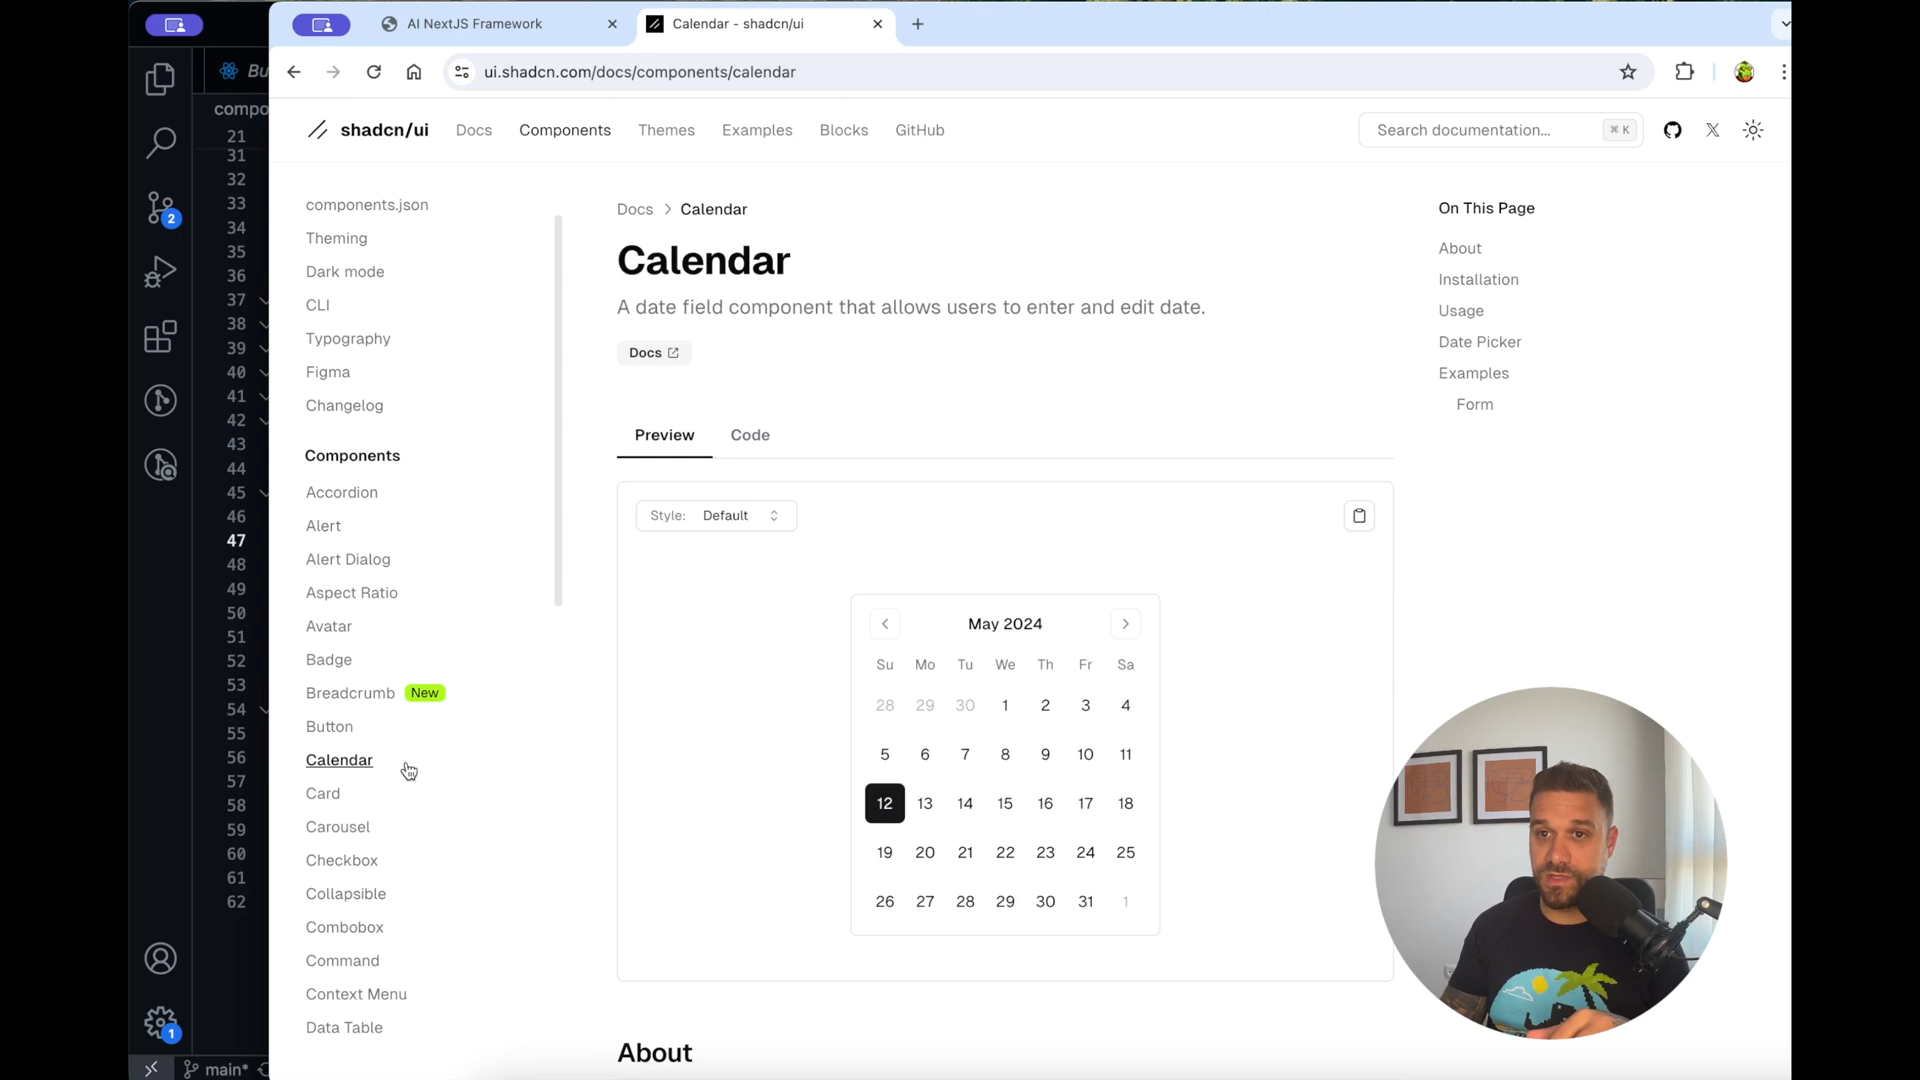 AI NextJS Framework
Calendar - shadcn/ui
Bu
ui.shadcn.com/docs/components/calendar
compo
shadcn/ui
Docs
Components
Themes
Examples
Blocks
GitHub
Search documentation...
⌘ K
21
31
32
33
34
35
36
37
38
39
40
41
42
43
44
45
46
47
48
49
50
51
52
53
54
55
56
57
58
59
60
61
62
2
1
main*
components.json
Theming
Dark mode
CLI
Typography
Figma
Changelog
Components
Accordion
Alert
Alert Dialog
Aspect Ratio
Avatar
Badge
Breadcrumb New
Button
Calendar
Card
Carousel
Checkbox
Collapsible
Combobox
Command
Context Menu
Data Table
Docs > Calendar
Calendar
A date field component that allows users to enter and edit date.
Docs
Preview Code
Style: Default
May 2024
Su Mo Tu We Th Fr Sa
28 29 30 1 2 3 4
5 6 7 8 9 10 11
12 13 14 15 16 17 18
19 20 21 22 23 24 25
26 27 28 29 30 31 1
About
On This Page
About
Installation
Usage
Date Picker
Examples
Form